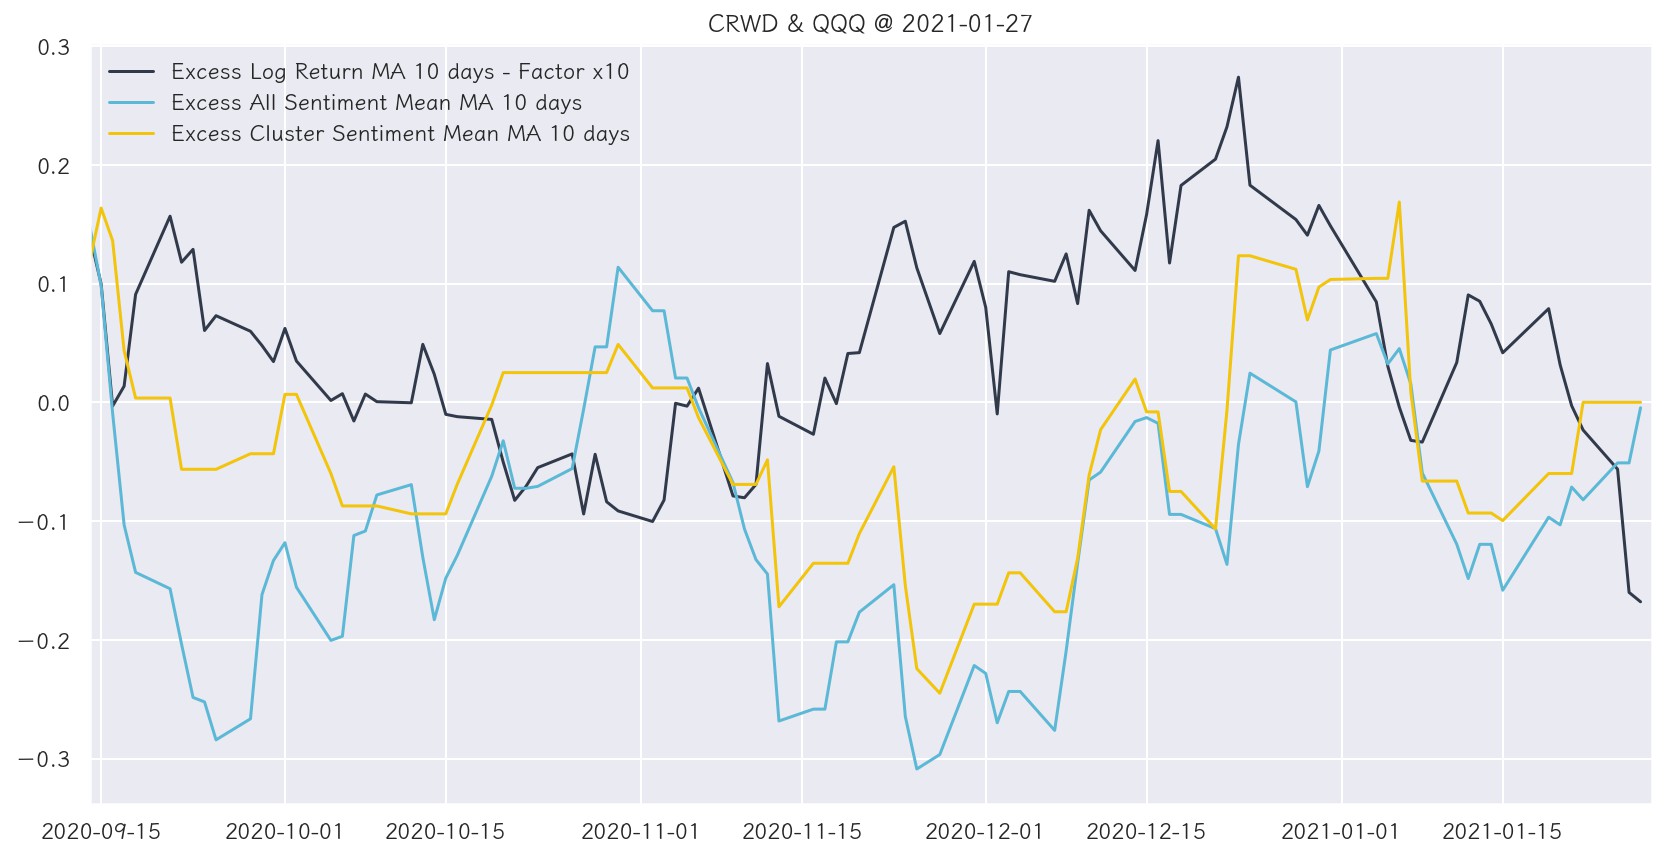 CRWD & QQQ @ 2021-01-27
0.3
Excess Log Return MA 10 days - Factor x10
Excess All Sentiment Mean MA 10 days
Excess Cluster Sentiment Mean MA 10 days
0.2
0.1
0.0
−0.1
−0.2
−0.3
2020-09-15 2020-10-01 2020-10-15 2020-11-01 2020-11-15 2020-12-01 2020-12-15 2021-01-01 2021-01-15